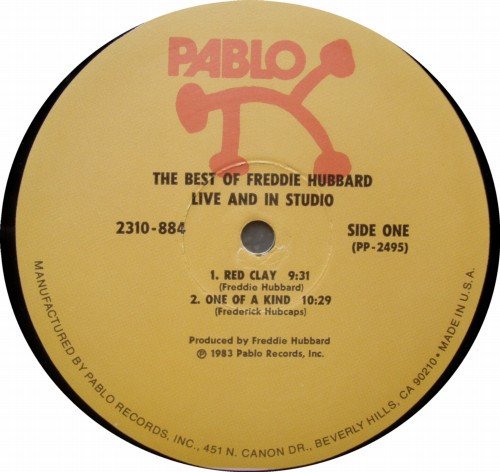 PABLO
THE BEST OF FREDDIE HUBBARD
LIVE AND IN STUDIO
2310-884
SIDE ONE
(PP-2495)
1. RED CLAY 9:31
(Freddie Hubbard)
2. ONE OF A KIND 10:29
(Frederick Hubcaps)
Produced by Freddie Hubbard
℗ 1983 Pablo Records, Inc.
MANUFACTURED BY PABLO RECORDS, INC., 451 N. CANON DR., BEVERLY HILLS, CA 90210 • MADE IN U.S.A.